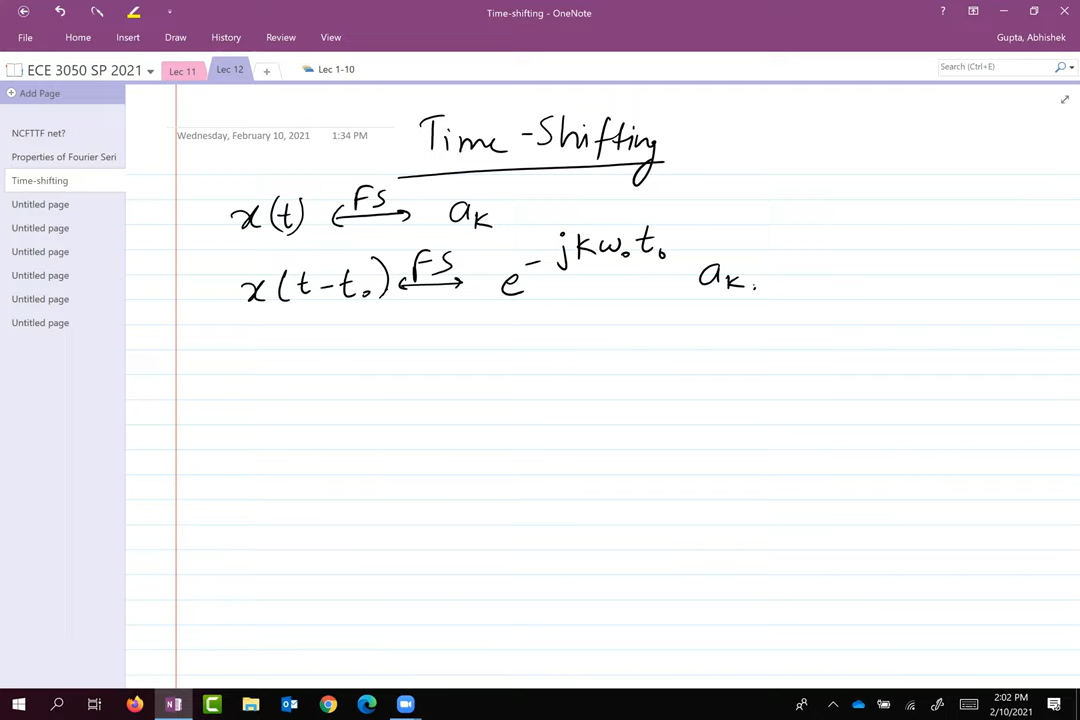 Time-shifting - OneNote
Gupta, Abhishek
File Home Insert Draw History Review View
ECE 3050 SP 2021
Lec 11
Lec 12
Lec 1-10
Search (Ctrl+E)
Add Page
NCFTTF net?
Properties of Fourier Seri
Time-shifting
Untitled page
Untitled page
Untitled page
Untitled page
Untitled page
Untitled page
Wednesday, February 10, 2021 1:34 PM
Time-Shifting
x(t) ⟷^{FS} a_k
x(t-t₀) ⟷^{FS} e^{-jkω₀t₀} a_k.
2:02 PM
2/10/2021